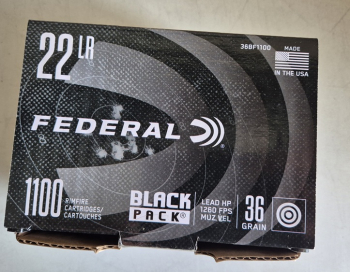 22 LR
36BF1100
MADE
IN THE USA
FEDERAL
1100
RIMFIRE
CARTRIDGES/
CARTOUCHES
BLACK
PACK®
LEAD HP
1260 FPS
MUZ VEL
36
GRAIN